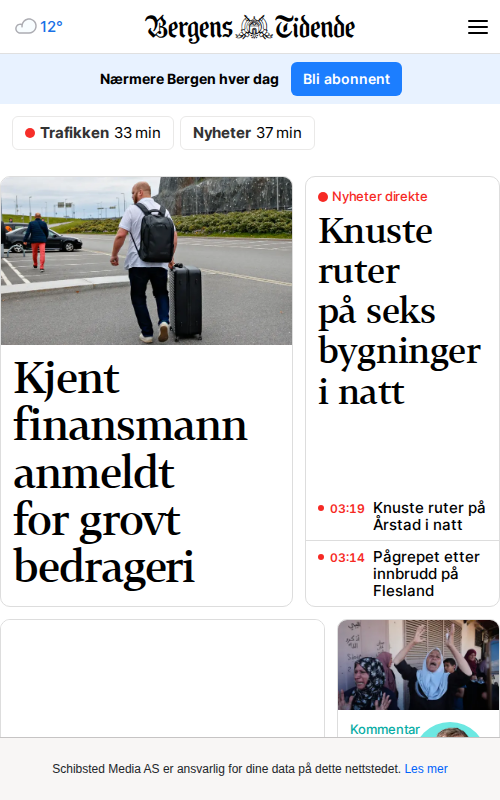 12°
Bergens Tidende
Nærmere Bergen hver dag
Bli abonnent
Trafikken 33 min
Nyheter 37 min
Kjent
finansmann
anmeldt
for grovt
bedrageri
Nyheter direkte
Knuste
ruter
på seks
bygninger
i natt
03:19 Knuste ruter på
Årstad i natt
03:14 Pågrepet etter
innbrudd på
Flesland
Kommentar
Schibsted Media AS er ansvarlig for dine data på dette nettstedet. Les mer